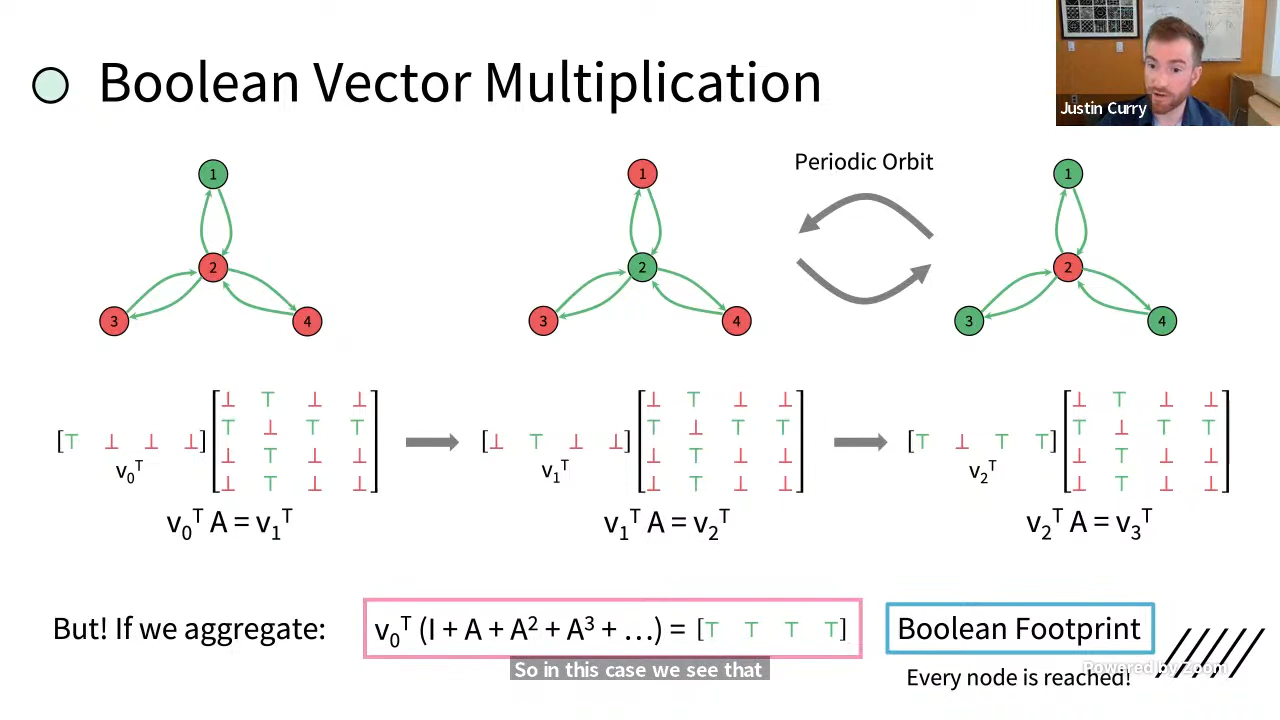 Boolean Vector Multiplication
Justin Curry
Periodic Orbit
1
2
3
4
1
2
3
4
1
2
3
4
[⊤ ⊥ ⊥ ⊥]
v₀ᵀ
⊥ ⊤ ⊥ ⊥
⊤ ⊥ ⊤ ⊤
⊥ ⊤ ⊥ ⊥
⊥ ⊤ ⊥ ⊥
[⊥ ⊤ ⊥ ⊥]
v₁ᵀ
⊥ ⊤ ⊥ ⊥
⊤ ⊥ ⊤ ⊤
⊥ ⊤ ⊥ ⊥
⊥ ⊤ ⊥ ⊥
[⊤ ⊥ ⊤ ⊤]
v₂ᵀ
⊥ ⊤ ⊥ ⊥
⊤ ⊥ ⊤ ⊤
⊥ ⊤ ⊥ ⊥
⊥ ⊤ ⊥ ⊥
v₀ᵀ A = v₁ᵀ
v₁ᵀ A = v₂ᵀ
v₂ᵀ A = v₃ᵀ
But! If we aggregate:
v₀ᵀ (I + A + A² + A³ + …) = [⊤ ⊤ ⊤ ⊤]
Boolean Footprint
So in this case we see that
Every node is reached!
Powered by Zoom